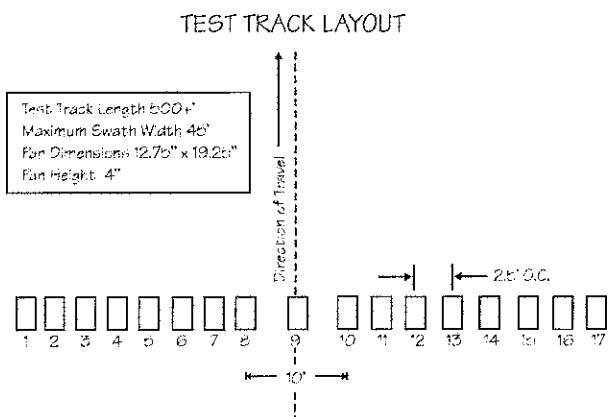 TEST TRACK LAYOUT
Test Track Length 500+'
Maximum Swath Width 45'
Pan Dimensions 12.75" x 19.25"
Pan Height 4"
Direction of Travel
2.5' O.C.
1 2 3 4 5 6 7 8 9 10 11 12 13 14 15 16 17
10'